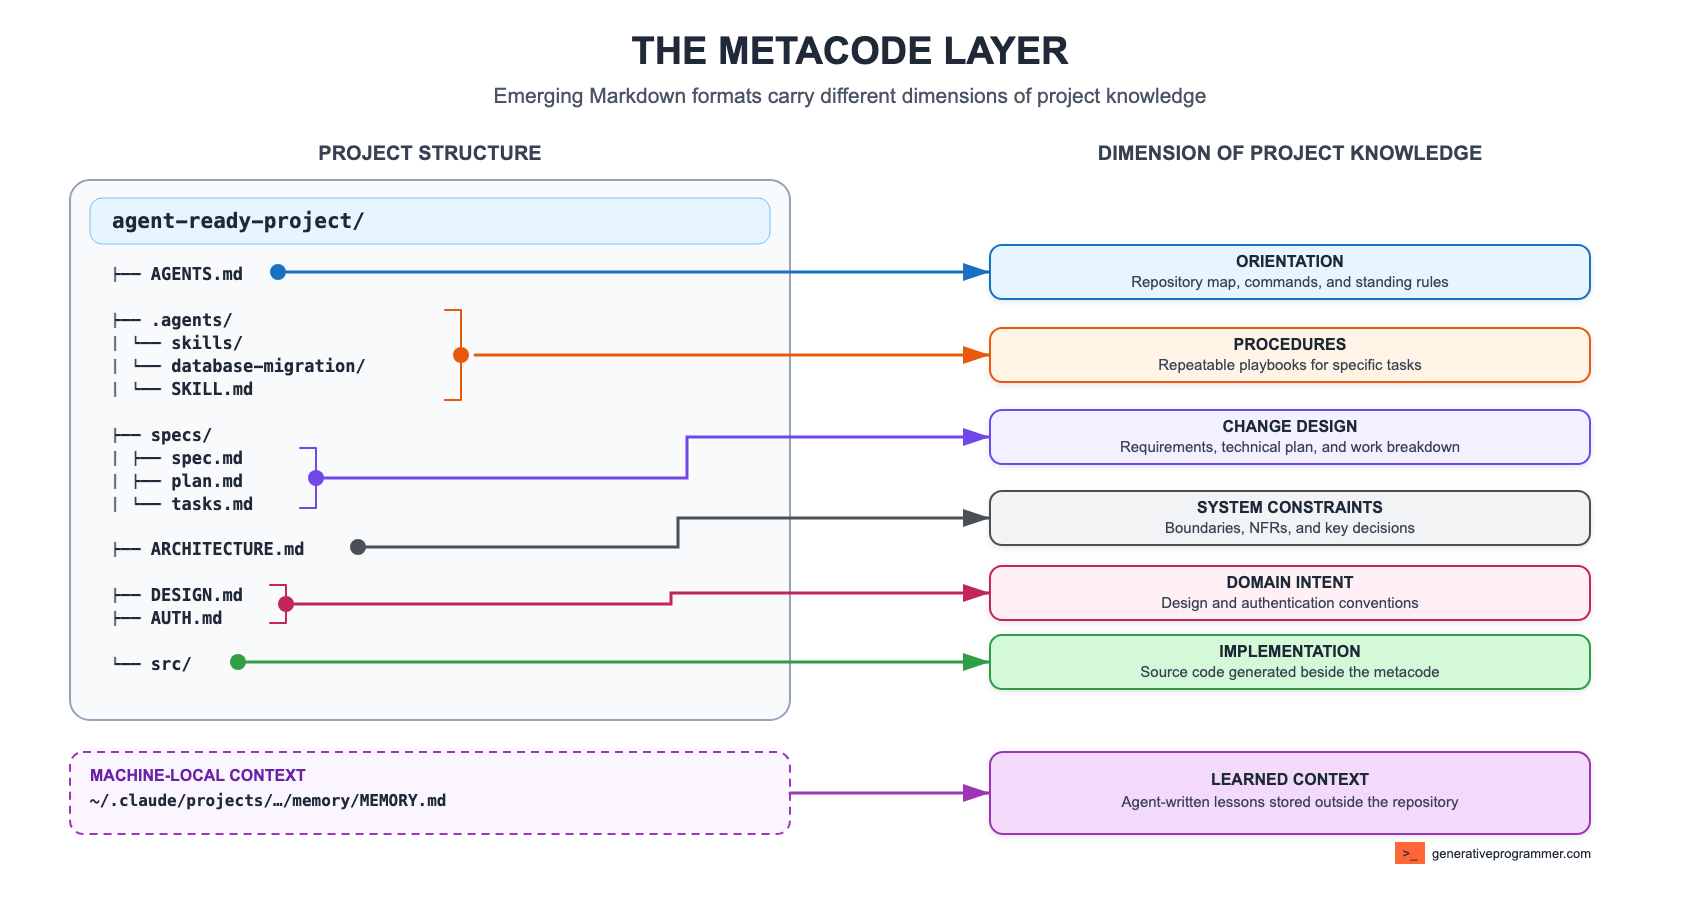 THE METACODE LAYER
Emerging Markdown formats carry different dimensions of project knowledge
PROJECT STRUCTURE
agent-ready-project/
├── AGENTS.md
├── .agents/
| └── skills/
| └── database-migration/
| └── SKILL.md
├── specs/
| ├── spec.md
| ├── plan.md
| └── tasks.md
├── ARCHITECTURE.md
├── DESIGN.md
├── AUTH.md
└── src/
MACHINE-LOCAL CONTEXT
~/.claude/projects/…/memory/MEMORY.md
DIMENSION OF PROJECT KNOWLEDGE
ORIENTATION
Repository map, commands, and standing rules
PROCEDURES
Repeatable playbooks for specific tasks
CHANGE DESIGN
Requirements, technical plan, and work breakdown
SYSTEM CONSTRAINTS
Boundaries, NFRs, and key decisions
DOMAIN INTENT
Design and authentication conventions
IMPLEMENTATION
Source code generated beside the metacode
LEARNED CONTEXT
Agent-written lessons stored outside the repository
>_ generativeprogrammer.com